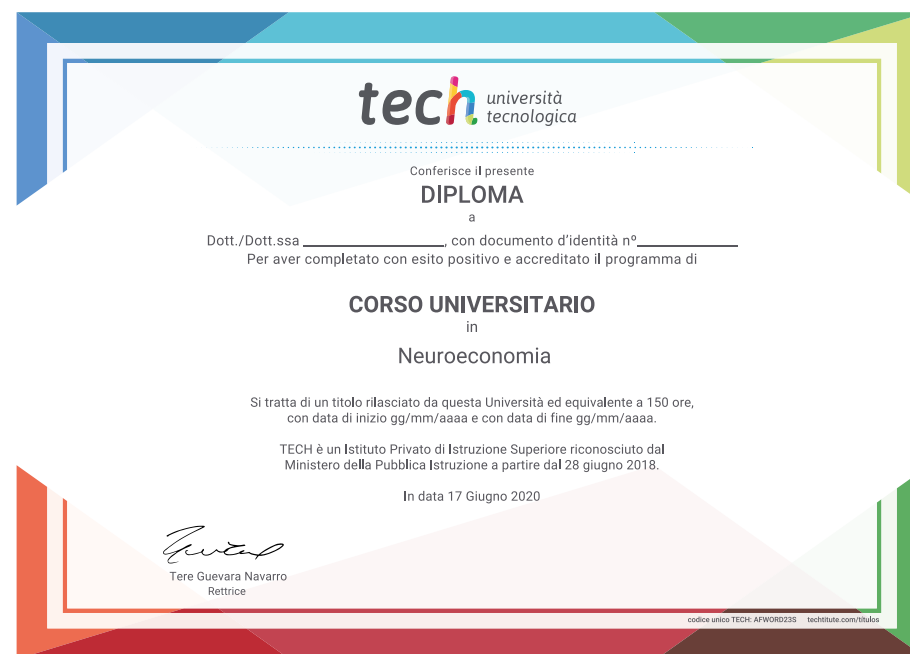 tech università
tecnologica
Conferisce il presente
DIPLOMA
a
Dott./Dott.ssa ____________________, con documento d'identità nº______________
Per aver completato con esito positivo e accreditato il programma di
CORSO UNIVERSITARIO
in
Neuroeconomia
Si tratta di un titolo rilasciato da questa Università ed equivalente a 150 ore,
con data di inizio gg/mm/aaaa e con data di fine gg/mm/aaaa.
TECH è un Istituto Privato di Istruzione Superiore riconosciuto dal
Ministero della Pubblica Istruzione a partire dal 28 giugno 2018.
In data 17 Giugno 2020
Tere Guevara Navarro
Rettrice
codice unico TECH: AFWORD23S techtitute.com/titulos